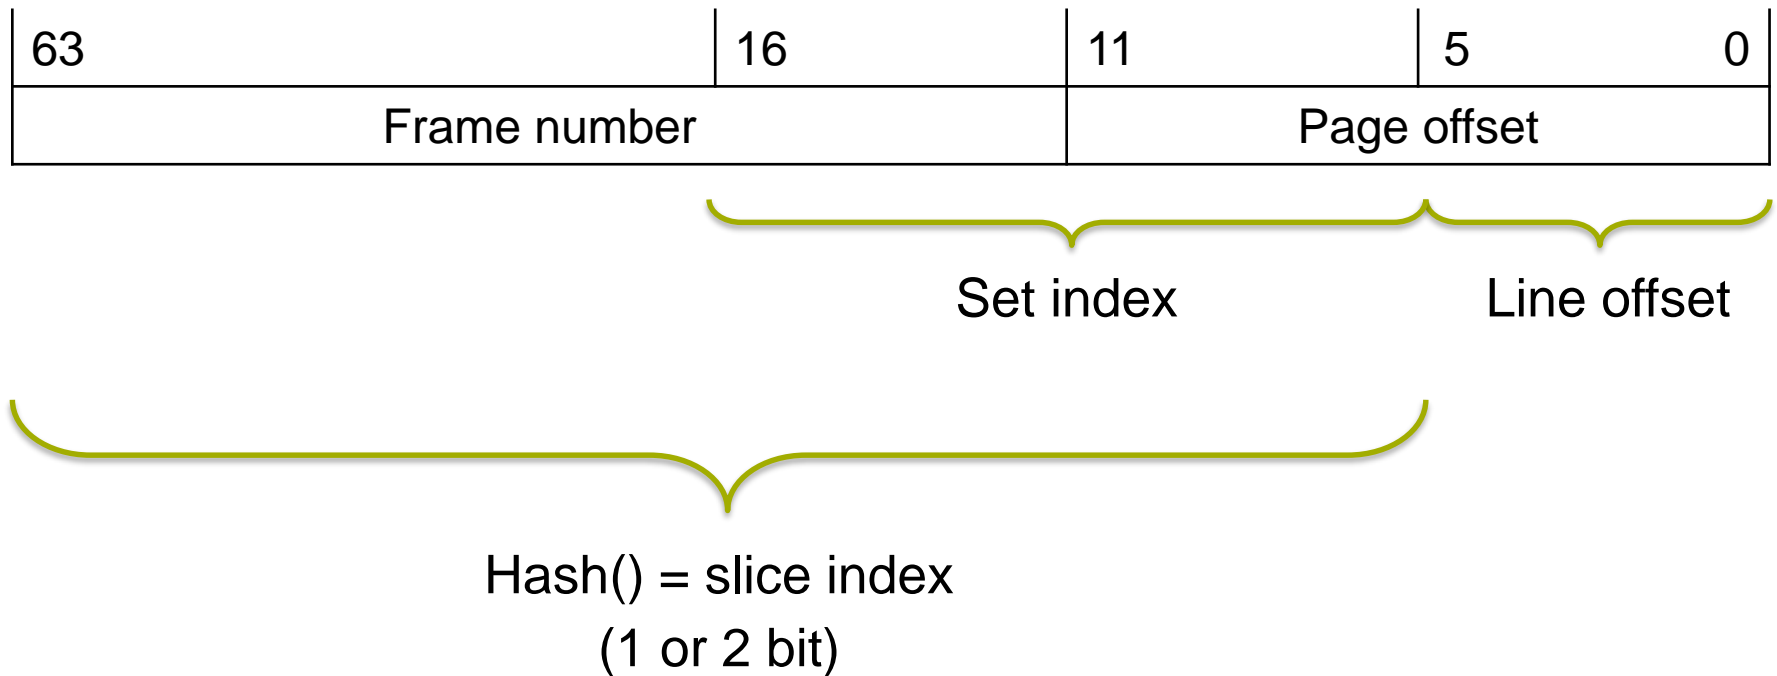 63 16 11 5 0
Frame number Page offset
Set index Line offset
Hash() = slice index
(1 or 2 bit)